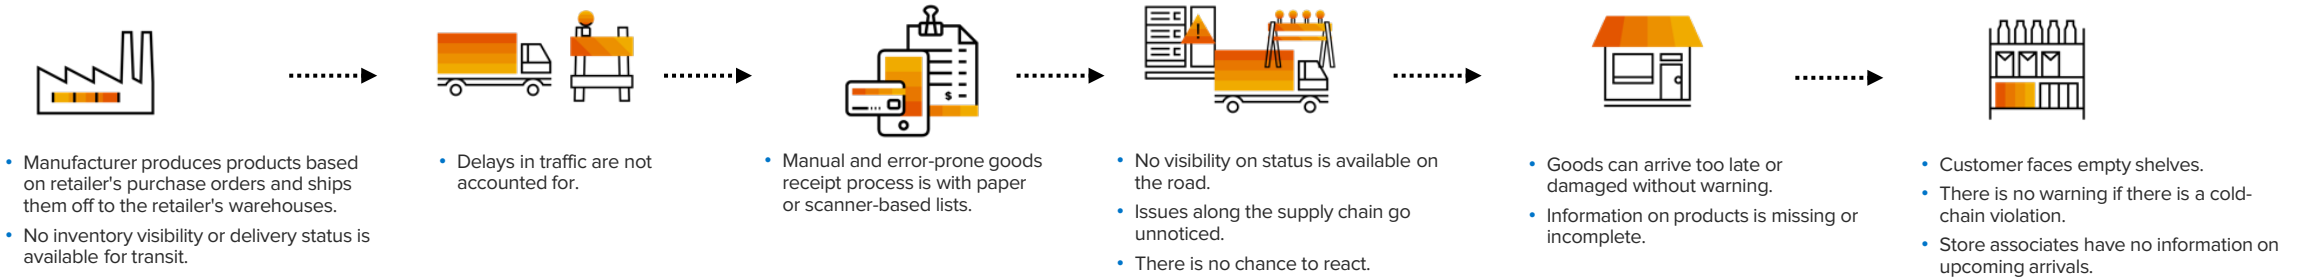 • Manufacturer produces products based
on retailer's purchase orders and ships
them off to the retailer's warehouses.
• No inventory visibility or delivery status is
available for transit.
• Delays in traffic are not
accounted for.
$
• Manual and error-prone goods
receipt process is with paper
or scanner-based lists.
!
• No visibility on status is available on
the road.
• Issues along the supply chain go
unnoticed.
• There is no chance to react.
• Goods can arrive too late or
damaged without warning.
• Information on products is missing or
incomplete.
• Customer faces empty shelves.
• There is no warning if there is a cold-
chain violation.
• Store associates have no information on
upcoming arrivals.